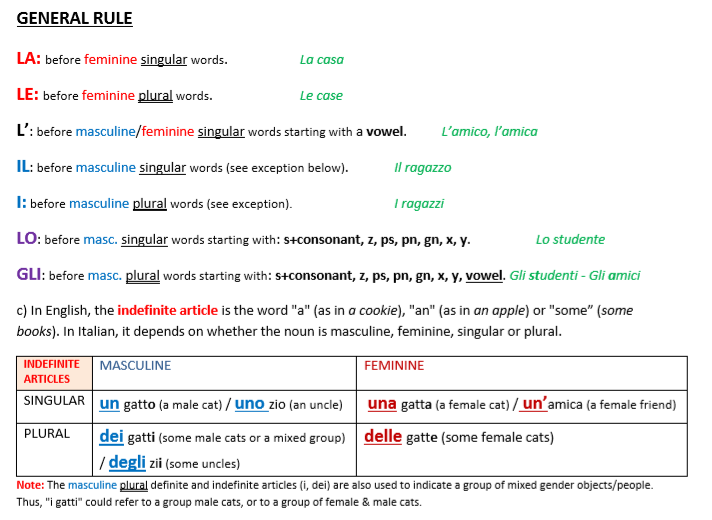 GENERAL RULE
LA: before feminine singular words. La casa
LE: before feminine plural words. Le case
L’: before masculine/feminine singular words starting with a vowel. L’amico, l’amica
IL: before masculine singular words (see exception below). Il ragazzo
I: before masculine plural words (see exception). I ragazzi
LO: before masc. singular words starting with: s+consonant, z, ps, pn, gn, x, y. Lo studente
GLI: before masc. plural words starting with: s+consonant, z, ps, pn, gn, x, y, vowel. Gli studenti - Gli amici
c) In English, the indefinite article is the word "a" (as in a cookie), "an" (as in an apple) or "some” (some
books). In Italian, it depends on whether the noun is masculine, feminine, singular or plural.
INDEFINITE ARTICLES MASCULINE FEMININE
SINGULAR un gatto (a male cat) / uno zio (an uncle) una gatta (a female cat) / un’amica (a female friend)
PLURAL dei gatti (some male cats or a mixed group) delle gatte (some female cats)
/ degli zii (some uncles)
Note: The masculine plural definite and indefinite articles (i, dei) are also used to indicate a group of mixed gender objects/people.
Thus, "i gatti" could refer to a group male cats, or to a group of female & male cats.